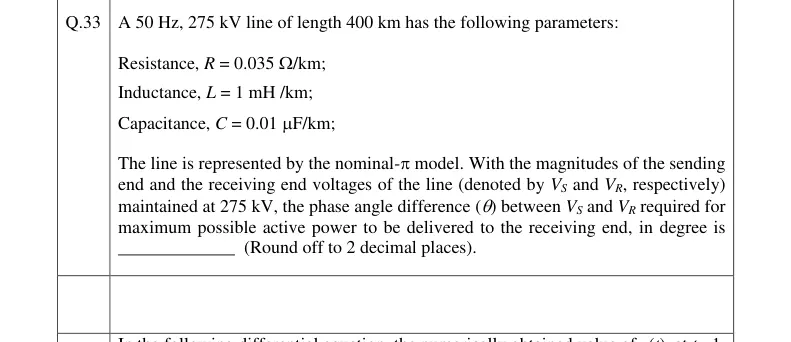 Q.33 A 50 Hz, 275 kV line of length 400 km has the following parameters:
Resistance, R = 0.035 Ω/km;
Inductance, L = 1 mH /km;
Capacitance, C = 0.01 μF/km;
The line is represented by the nominal-π model. With the magnitudes of the sending
end and the receiving end voltages of the line (denoted by VS and VR, respectively)
maintained at 275 kV, the phase angle difference (θ) between VS and VR required for
maximum possible active power to be delivered to the receiving end, in degree is
____________ (Round off to 2 decimal places).